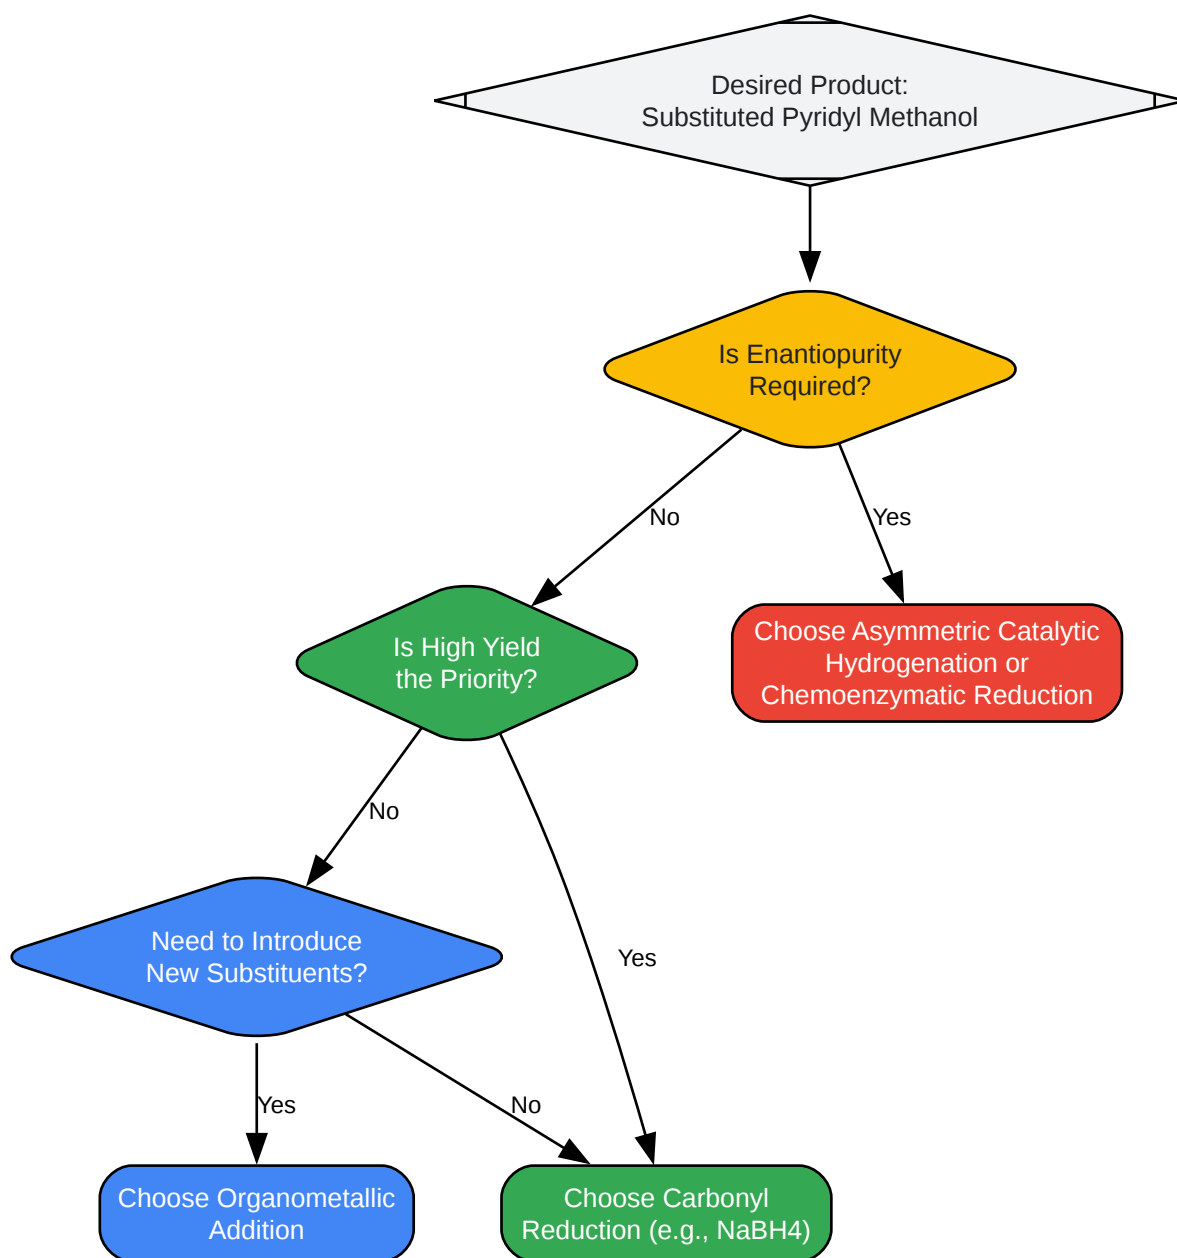 Desired Product:
Substituted Pyridyl Methanol
Is Enantiopurity
Required?
No
Yes
Is High Yield
the Priority?
Choose Asymmetric Catalytic
Hydrogenation or
Chemoenzymatic Reduction
No
Yes
Need to Introduce
New Substituents?
Yes
No
Choose Organometallic
Addition
Choose Carbonyl
Reduction (e.g., NaBH4)